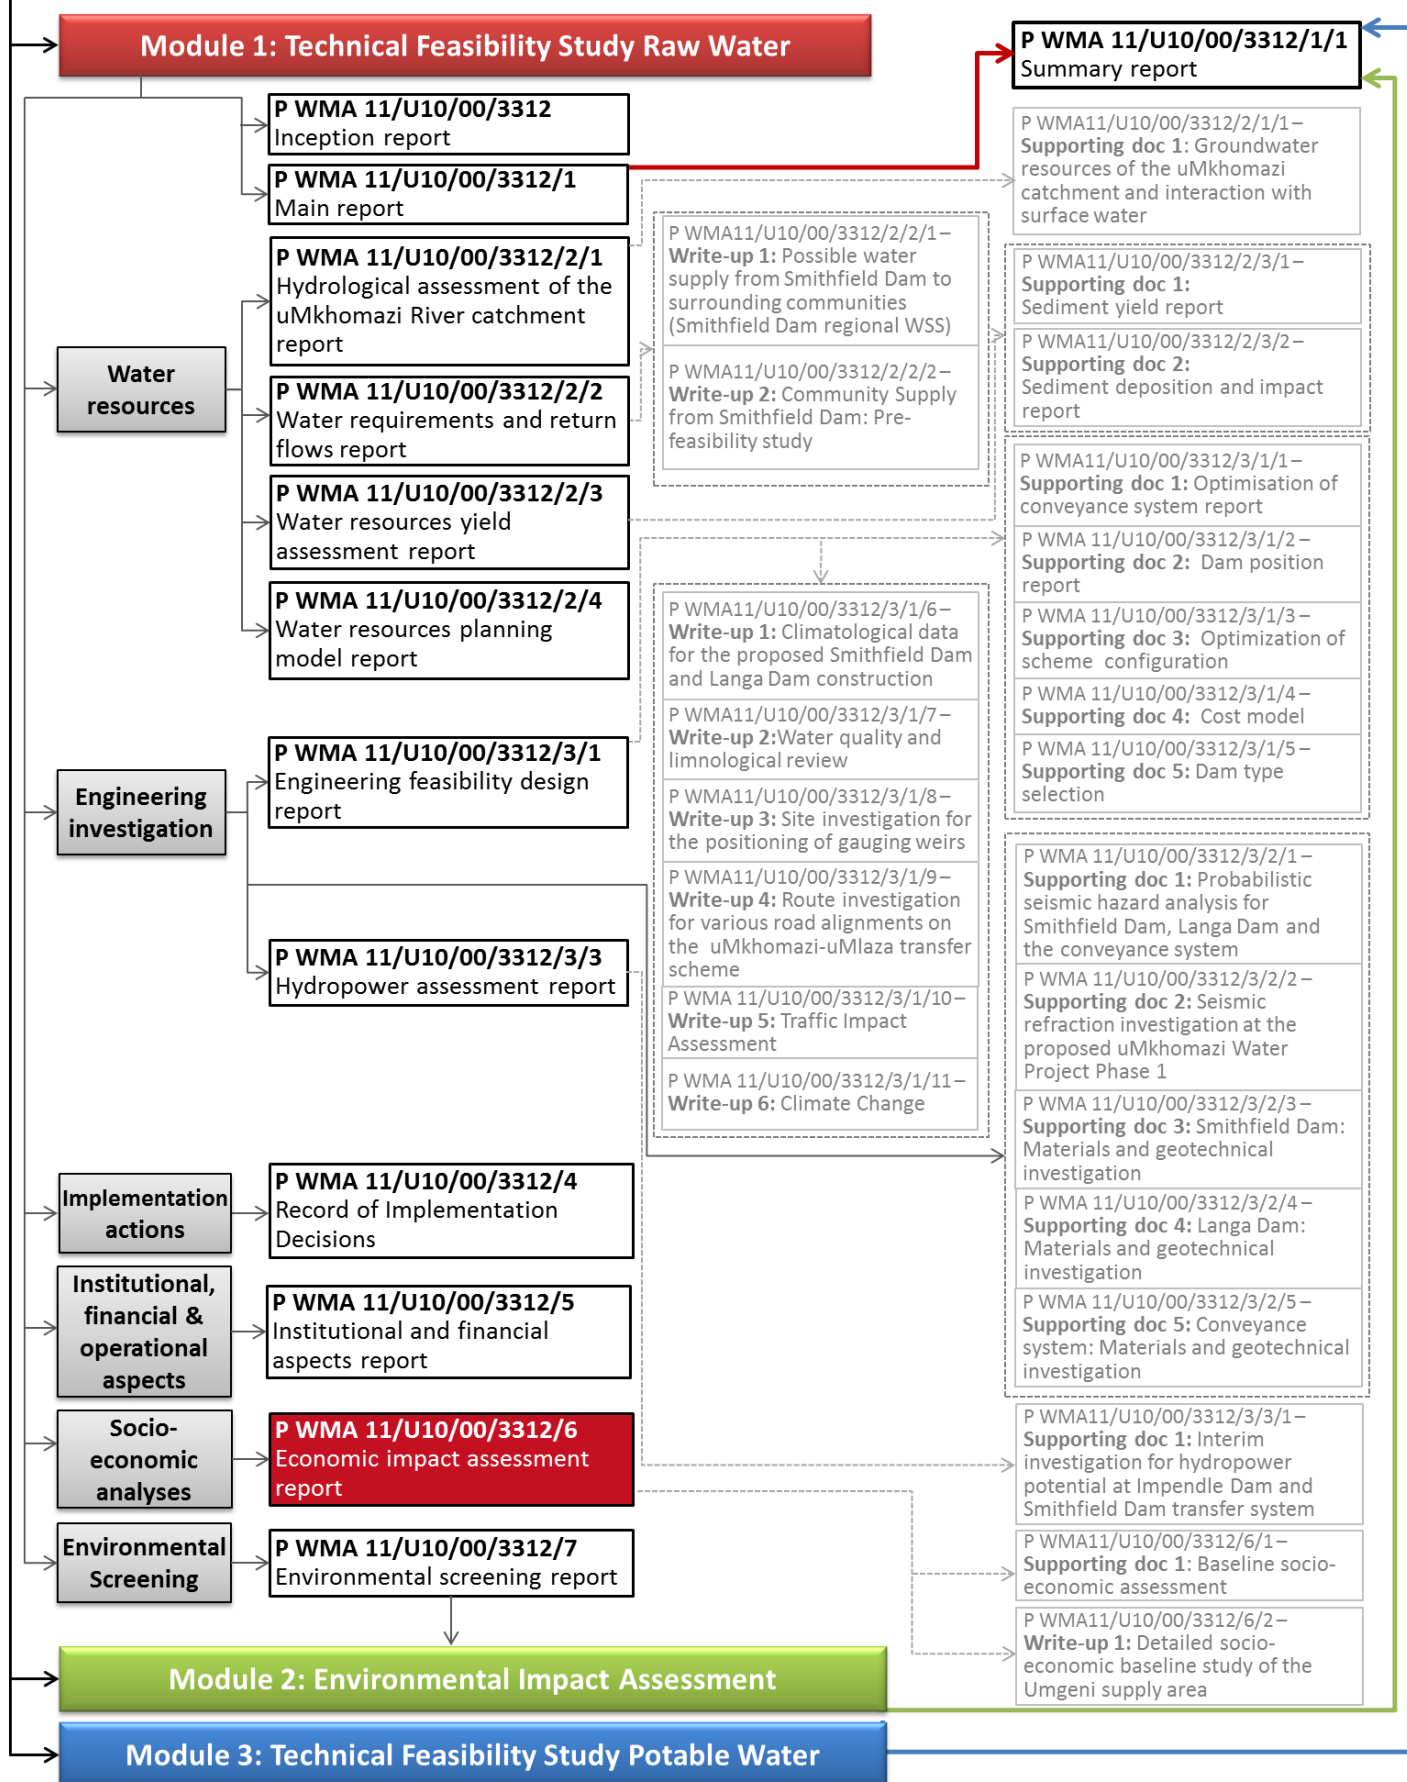 Module 1: Technical Feasibility Study Raw Water
P WMA 11/U10/00/3312/1/1
Summary report
P WMA 11/U10/00/3312
Inception report
P WMA 11/U10/00/3312/1
Main report
P WMA 11/U10/00/3312/2/1
Hydrological assessment of the
uMkhomazi River catchment
report
Water
resources
P WMA 11/U10/00/3312/2/2
Water requirements and return
flows report
P WMA 11/U10/00/3312/2/3
Water resources yield
assessment report
P WMA 11/U10/00/3312/2/4
Water resources planning
model report
Engineering
investigation
P WMA 11/U10/00/3312/3/1
Engineering feasibility design
report
P WMA 11/U10/00/3312/3/3
Hydropower assessment report
Implementation
actions
P WMA 11/U10/00/3312/4
Record of Implementation
Decisions
Institutional,
financial &
operational
aspects
P WMA 11/U10/00/3312/5
Institutional and financial
aspects report
Socio-
economic
analyses
P WMA 11/U10/00/3312/6
Economic impact assessment
report
Environmental
Screening
P WMA 11/U10/00/3312/7
Environmental screening report
P WMA11/U10/00/3312/2/2/1–
Write-up 1: Possible water
supply from Smithfield Dam to
surrounding communities
(Smithfield Dam regional WSS)
P WMA11/U10/00/3312/2/2/2–
Write-up 2: Community Supply
from Smithfield Dam: Pre-
feasibility study
P WMA11/U10/00/3312/3/1/6–
Write-up 1: Climatological data
for the proposed Smithfield Dam
and Langa Dam construction
P WMA11/U10/00/3312/3/1/7–
Write-up 2:Water quality and
limnological review
P WMA11/U10/00/3312/3/1/8–
Write-up 3: Site investigation for
the positioning of gauging weirs
P WMA11/U10/00/3312/3/1/9–
Write-up 4: Route investigation
for various road alignments on
the uMkhomazi-uMlaza transfer
scheme
P WMA 11/U10/00/3312/3/1/10–
Write-up 5: Traffic Impact
Assessment
P WMA 11/U10/00/3312/3/1/11–
Write-up 6: Climate Change
P WMA11/U10/00/3312/2/1/1–
Supporting doc 1: Groundwater
resources of the uMkhomazi
catchment and interaction with
surface water
P WMA11/U10/00/3312/2/3/1–
Supporting doc 1:
Sediment yield report
P WMA11/U10/00/3312/2/3/2–
Supporting doc 2:
Sediment deposition and impact
report
P WMA11/U10/00/3312/3/1/1–
Supporting doc 1: Optimisation of
conveyance system report
P WMA 11/U10/00/3312/3/1/2–
Supporting doc 2: Dam position
report
P WMA 11/U10/00/3312/3/1/3–
Supporting doc 3: Optimization of
scheme configuration
P WMA 11/U10/00/3312/3/1/4–
Supporting doc 4: Cost model
P WMA 11/U10/00/3312/3/1/5–
Supporting doc 5: Dam type
selection
P WMA 11/U10/00/3312/3/2/1–
Supporting doc 1: Probabilistic
seismic hazard analysis for
Smithfield Dam, Langa Dam and
the conveyance system
P WMA 11/U10/00/3312/3/2/2–
Supporting doc 2: Seismic
refraction investigation at the
proposed uMkhomazi Water
Project Phase 1
P WMA 11/U10/00/3312/3/2/3–
Supporting doc 3: Smithfield Dam:
Materials and geotechnical
investigation
P WMA 11/U10/00/3312/3/2/4–
Supporting doc 4: Langa Dam:
Materials and geotechnical
investigation
P WMA 11/U10/00/3312/3/2/5–
Supporting doc 5: Conveyance
system: Materials and geotechnical
investigation
P WMA11/U10/00/3312/3/3/1–
Supporting doc 1: Interim
investigation for hydropower
potential at Impendle Dam and
Smithfield Dam transfer system
P WMA11/U10/00/3312/6/1–
Supporting doc 1: Baseline socio-
economic assessment
P WMA11/U10/00/3312/6/2–
Write-up 1: Detailed socio-
economic baseline study of the
Umgeni supply area
Module 2: Environmental Impact Assessment
Module 3: Technical Feasibility Study Potable Water